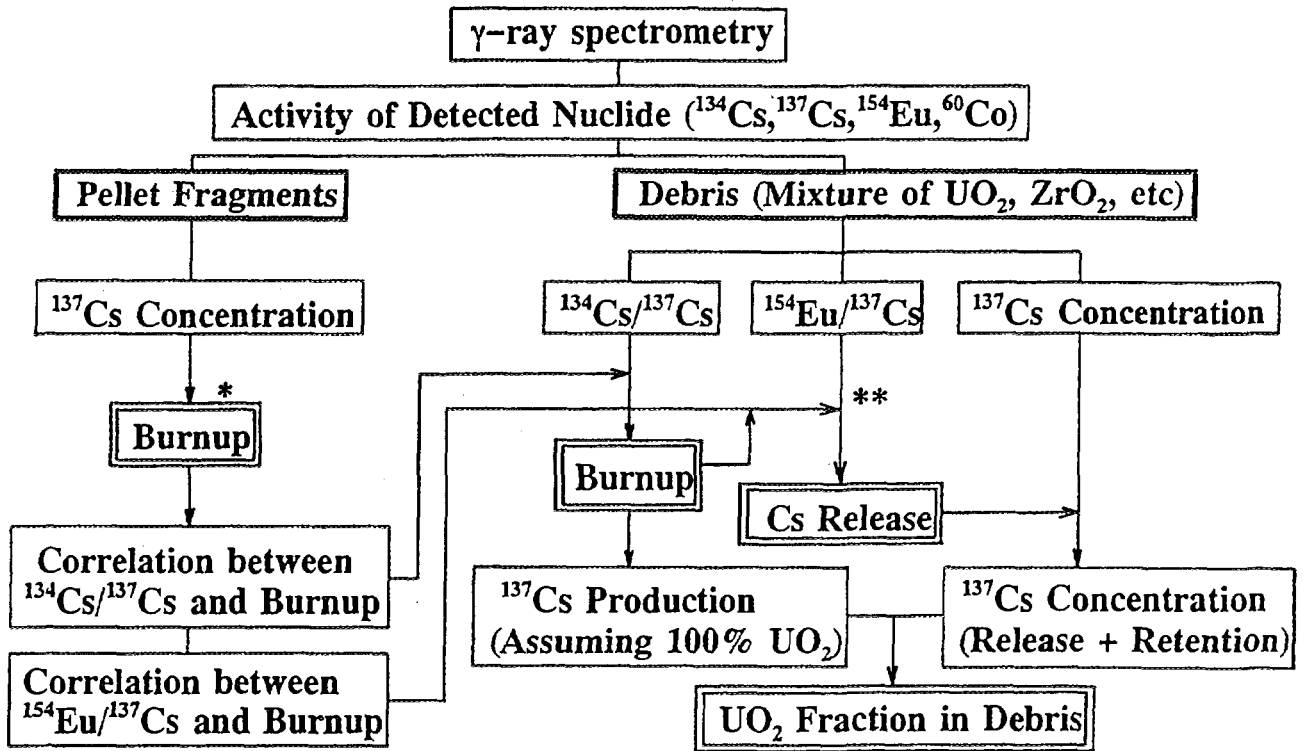 γ-ray spectrometry
Activity of Detected Nuclide (¹³⁴Cs,¹³⁷Cs,¹⁵⁴Eu,⁶⁰Co)
Pellet Fragments
Debris (Mixture of UO₂, ZrO₂, etc)
¹³⁷Cs Concentration
¹³⁴Cs/¹³⁷Cs
¹⁵⁴Eu/¹³⁷Cs
¹³⁷Cs Concentration
*
**
Burnup
Burnup
Cs Release
Correlation between
¹³⁴Cs/¹³⁷Cs and Burnup
¹³⁷Cs Production
(Assuming 100% UO₂)
¹³⁷Cs Concentration
(Release + Retention)
Correlation between
¹⁵⁴Eu/¹³⁷Cs and Burnup
UO₂ Fraction in Debris